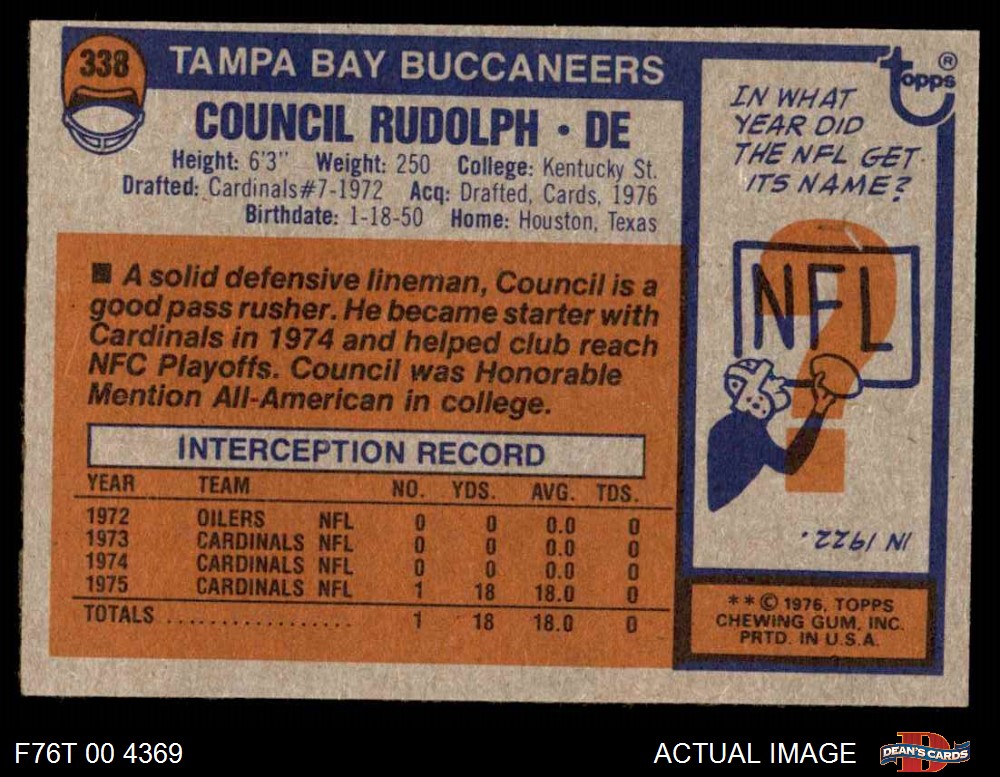 338
TAMPA BAY BUCCANEERS
COUNCIL RUDOLPH • DE
Height: 6'3" Weight: 250 College: Kentucky St.
Drafted: Cardinals#7-1972 Acq: Drafted, Cards, 1976
Birthdate: 1-18-50 Home: Houston, Texas
■ A solid defensive lineman, Council is a
good pass rusher. He became starter with
Cardinals in 1974 and helped club reach
NFC Playoffs. Council was Honorable
Mention All-American in college.
INTERCEPTION RECORD
YEAR TEAM NO. YDS. AVG. TDS.
1972 OILERS NFL 0 0 0.0 0
1973 CARDINALS NFL 0 0 0.0 0
1974 CARDINALS NFL 0 0 0.0 0
1975 CARDINALS NFL 1 18 18.0 0
TOTALS ................. 1 18 18.0 0
topps®
IN WHAT
YEAR DID
THE NFL GET
ITS NAME?
NFL
?
IN 1922.
**© 1976, TOPPS
CHEWING GUM, INC.
PRTD. IN U.S.A.
F76T 00 4369
ACTUAL IMAGE
D
DEAN'S CARDS